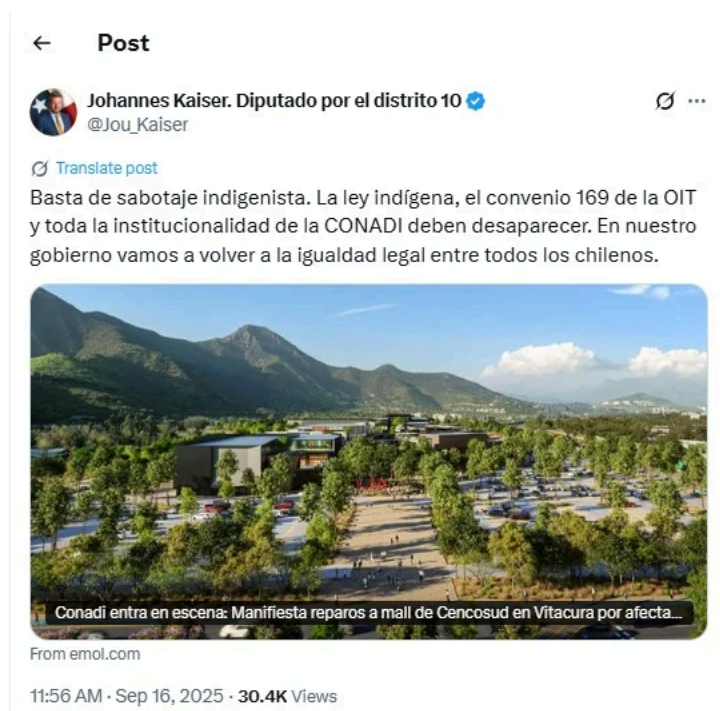 Post
Johannes Kaiser. Diputado por el distrito 10
@Jou_Kaiser
Translate post
Basta de sabotaje indigenista. La ley indígena, el convenio 169 de la OIT
y toda la institucionalidad de la CONADI deben desaparecer. En nuestro
gobierno vamos a volver a la igualdad legal entre todos los chilenos.
Conadi entra en escena: Manifiesta reparos a mall de Cencosud en Vitacura por afecta...
From emol.com
11:56 AM · Sep 16, 2025 · 30.4K Views